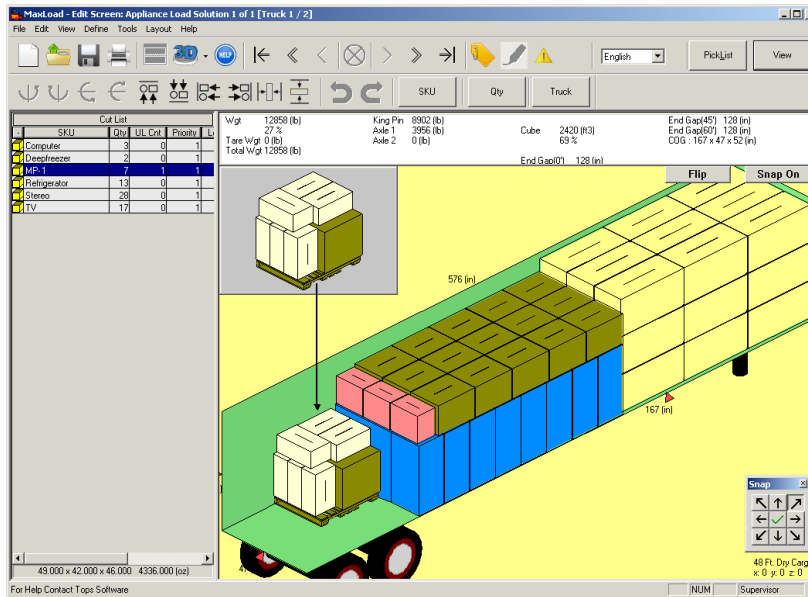 MaxLoad - Edit Screen: Appliance Load Solution 1 of 1 [Truck 1 / 2]
File Edit View Define Tools Layout Help
3D HELP English PickList View
SKU Qty Truck
Cut List
- SKU Qty UL Cnt Priority
Computer 3 0 1
Deepfreezer 2 0 1
MP-1 7 1 1
Refrigerator 13 0 1
Stereo 28 0 1
TV 17 0 1
49.000 x 42.000 x 46.000 4336.000 (oz)
Wgt 12858 (lb) King Pin 8902 (lb) End Gap(45') 128 (in)
27 % Axle 1 3956 (lb) Cube 2420 (ft3) End Gap(60') 128 (in)
Tare Wgt 0 (lb) Axle 2 0 (lb) 69 % COG : 167 x 47 x 52 (in)
Total Wgt 12858 (lb)
End Gap(0') 128 (in)
Flip Snap On
576 (in)
167 (in)
Snap
48 Ft. Dry Carg
x: 0 y: 0 z: 0
For Help Contact Tops Software NUM Supervisor